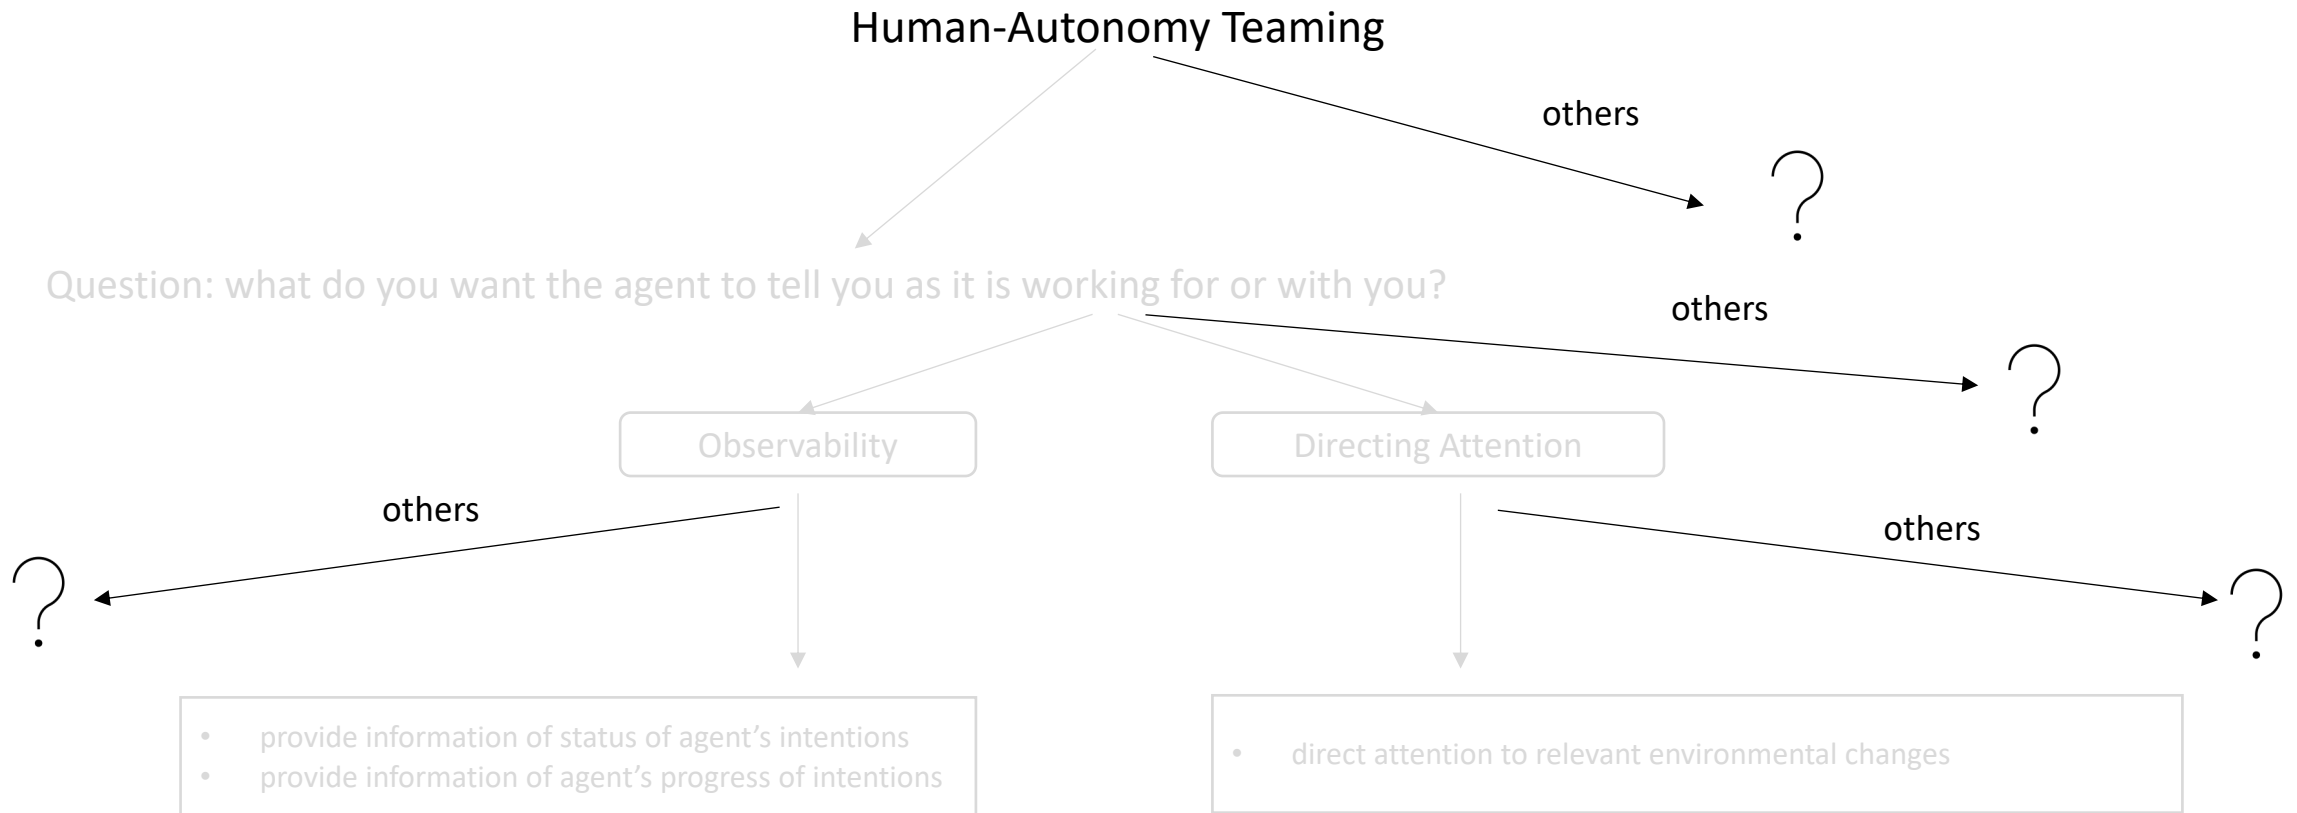 Human-Autonomy Teaming
others
?
Question: what do you want the agent to tell you as it is working for or with you?
others
?
Observability
Directing Attention
others
others
?
?
• provide information of status of agent’s intentions
• provide information of agent’s progress of intentions
• direct attention to relevant environmental changes